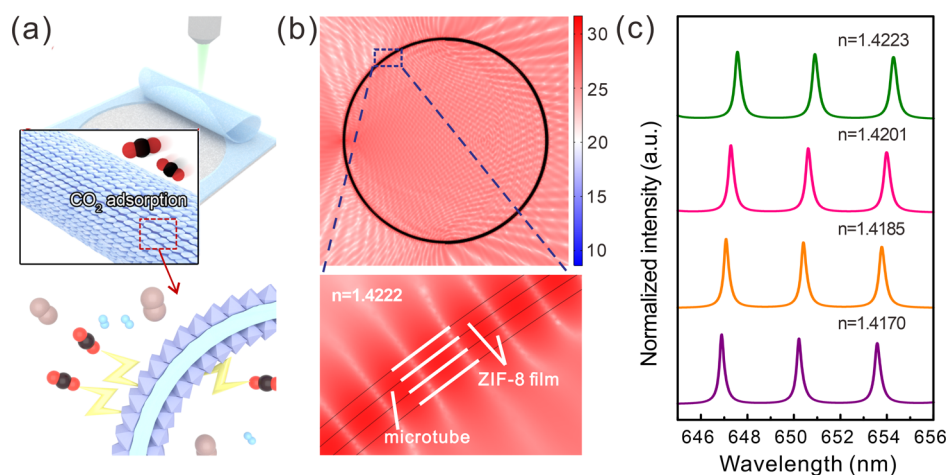 (a)
CO2 adsorption
(b)
30
25
20
15
10
n=1.4222
ZIF-8 film
microtube
(c)
Normalized intensity (a.u.)
n=1.4223
n=1.4201
n=1.4185
n=1.4170
646 648 650 652 654 656
Wavelength (nm)